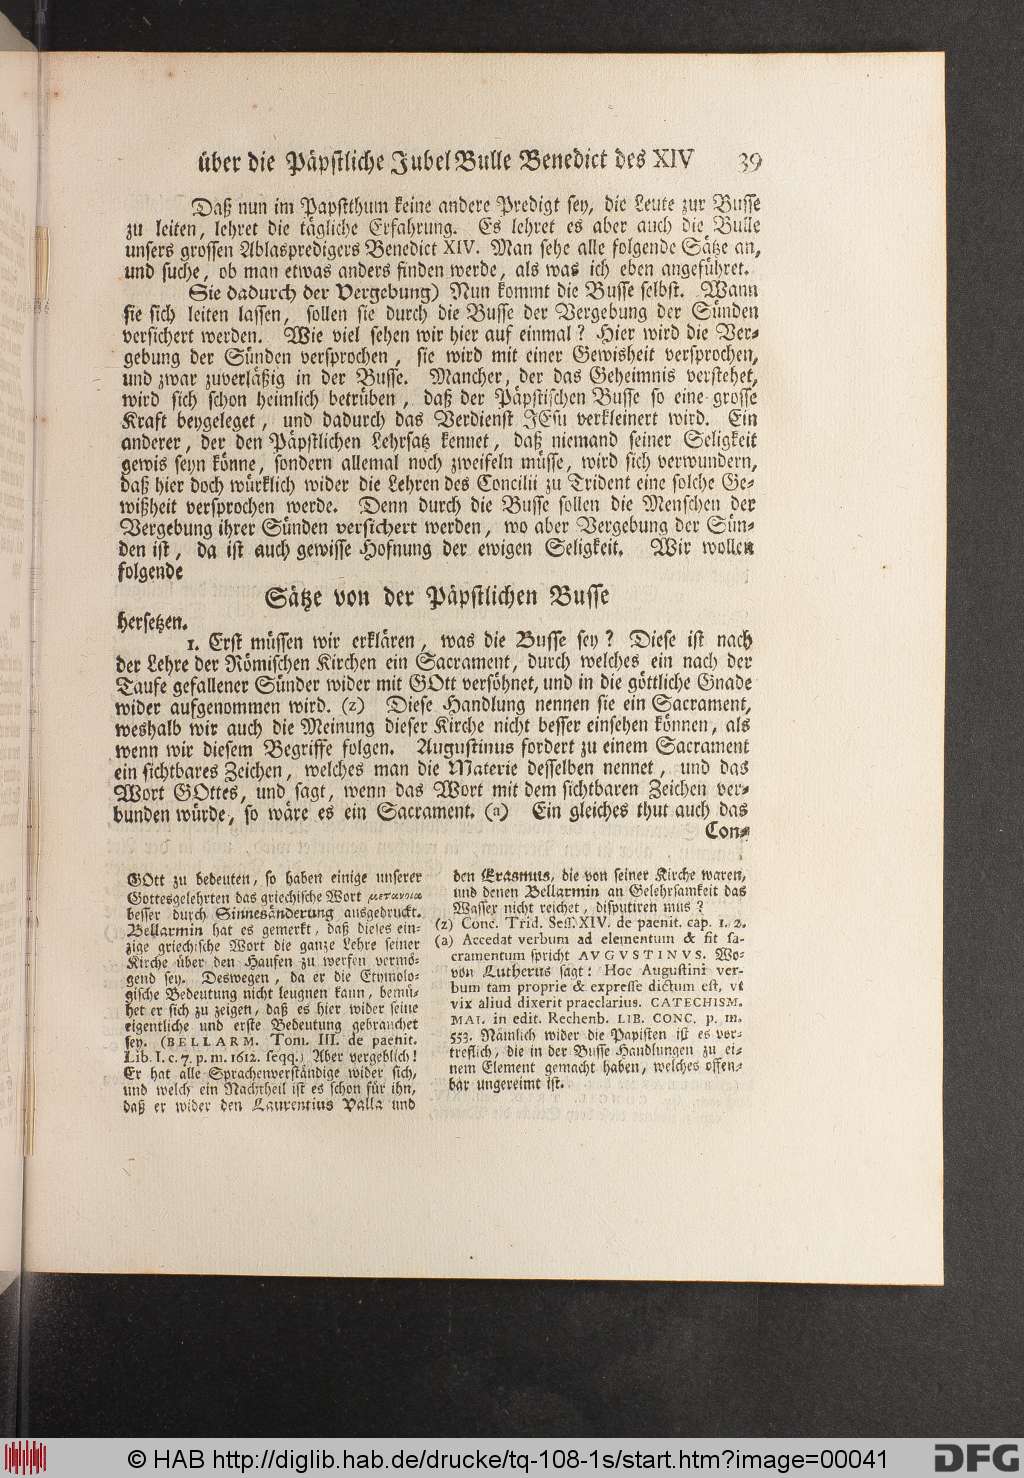 über die Päpstliche Jubel Bulle Benedict des XIV 39
Daß nun im Papstthum keine andere Predigt sey, die Leute zur Busse
zu leiten, lehret die tägliche Erfahrung. Es lehret es aber auch die Bulle
unsers grossen Ablaspredigers Benedict XIV. Man sehe alle folgende Sätze an,
und suche, ob man etwas anders finden werde, als was ich eben angeführet.
Sie dadurch der Vergebung) Nun kommt die Busse selbst. Wann
sie sich leiten lassen, sollen sie durch die Busse der Vergebung der Sünden
versichert werden. Wie viel sehen wir hier auf einmal? Hier wird die Ver-
gebung der Sünden versprochen, sie wird mit einer Gewisheit versprochen,
und zwar zuverläßig in der Busse. Mancher, der das Geheimnis verstehet,
wird sich schon heimlich betrüben, daß der Päpstischen Busse so eine grosse
Kraft beygeleget, und dadurch das Verdienst JEsu verkleinert wird. Ein
anderer, der den Päpstlichen Lehrsatz kennet, daß niemand seiner Seligkeit
gewis seyn könne, sondern allemal noch zweifeln müsse, wird sich verwundern,
daß hier doch würklich wider die Lehren des Concilii zu Trident eine solche Ge-
wißheit versprochen werde. Denn durch die Busse sollen die Menschen der
Vergebung ihrer Sünden versichert werden, wo aber Vergebung der Sün-
den ist, da ist auch gewisse Hofnung der ewigen Seligkeit. Wir wollen
folgende
Sätze von der Päpstlichen Busse
hersetzen.
1. Erst müssen wir erklären, was die Busse sey? Diese ist nach
der Lehre der Römischen Kirchen ein Sacrament, durch welches ein nach der
Taufe gefallener Sünder wider mit GOtt versöhnet, und in die göttliche Gnade
wider aufgenommen wird. (z) Diese Handlung nennen sie ein Sacrament,
weshalb wir auch die Meinung dieser Kirche nicht besser einsehen können, als
wenn wir diesem Begriffe folgen. Augustinus fordert zu einem Sacrament
ein sichtbares Zeichen, welches man die Materie desselben nennet, und das
Wort GOttes, und sagt, wenn das Wort mit dem sichtbaren Zeichen ver-
bunden würde, so wäre es ein Sacrament. (a) Ein gleiches thut auch das
Con-
GOtt zu bedeuten, so haben einige unserer
Gottesgelehrten das griechische Wort μετανοια
besser durch Sinnesänderung ausgedruckt.
Bellarmin hat es gemerkt, daß dieses ein-
zige griechische Wort die ganze Lehre seiner
Kirche über den Haufen zu werfen vermö-
gend sey. Deswegen, da er die Etymolo-
gische Bedeutung nicht leugnen kann, bemü-
het er sich zu zeigen, daß es hier wider seine
eigentliche und erste Bedeutung gebrauchet
sey. (BELLARM. Tom. III. de paenit.
Lib. I. c. 7. p. m. 1612. seqq.) Aber vergeblich!
Er hat alle Sprachenverständige wider sich,
und welch ein Nachtheil ist es schon für ihn,
daß er wider den Laurentius Valla und
den Erasmus, die von seiner Kirche waren,
und denen Bellarmin an Gelehrsamkeit das
Wasser nicht reichet, disputiren mus?
(z) Conc. Trid. Sess. XIV. de paenit. cap. 1. 2.
(a) Accedat verbum ad elementum & fit sa-
cramentum spricht AVGVSTINVS. Wo-
von Lutherus sagt: Hoc Augustini ver-
bum tam proprie & expresse dictum est, vt
vix aliud dixerit praeclarius. CATECHISM.
MAI. in edit. Rechenb. LIB. CONC. p. m.
553. Nämlich wider die Papisten ist es vor-
treflich, die in der Busse Handlungen zu ei-
nem Element gemacht haben, welches offen-
bar ungereimt ist.
© HAB http://diglib.hab.de/drucke/tq-108-1s/start.htm?image=00041
DFG